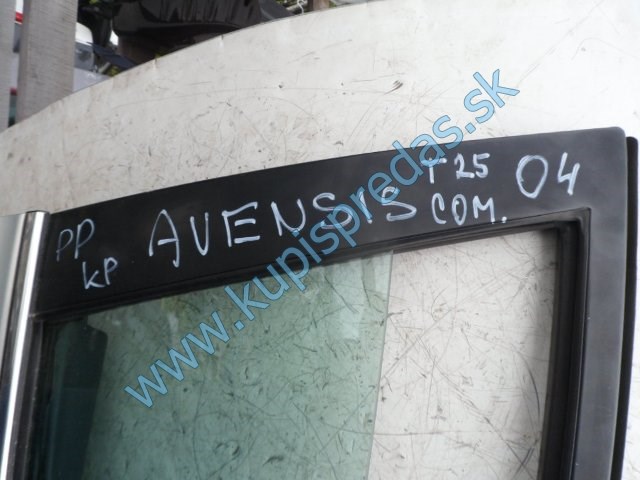 PP
KP
AVENSIS
T25
COM.
04
www.kupispredas.sk